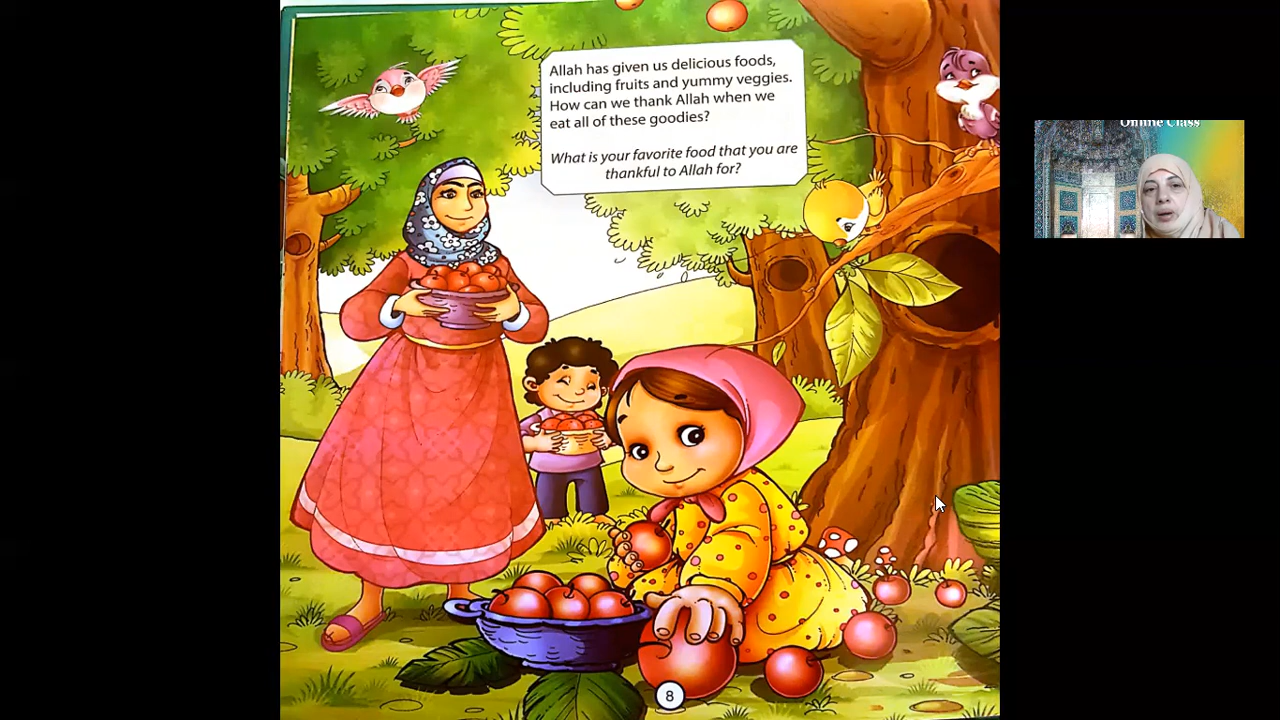 Allah has given us delicious foods,
including fruits and yummy veggies.
How can we thank Allah when we
eat all of these goodies?
What is your favorite food that you are
thankful to Allah for?
Online Class
8